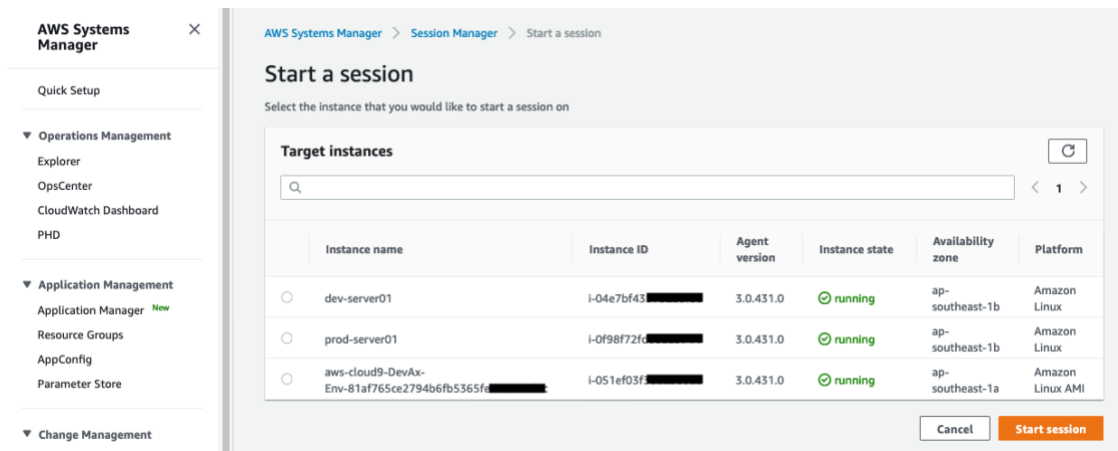 AWS Systems
Manager
Quick Setup
Operations Management
Explorer
OpsCenter
CloudWatch Dashboard
PHD
Application Management
Application Manager New
Resource Groups
AppConfig
Parameter Store
Change Management
AWS Systems Manager > Session Manager > Start a session
Start a session
Select the instance that you would like to start a session on
Target instances
< 1 >
Instance name Instance ID Agent version Instance state Availability zone Platform
dev-server01 i-04e7bf43 3.0.431.0 running ap-southeast-1b Amazon Linux
prod-server01 i-0f98f72fc 3.0.431.0 running ap-southeast-1b Amazon Linux
aws-cloud9-DevAx-Env-81af765ce2794b6fb5365fe i-051ef03f 3.0.431.0 running ap-southeast-1a Amazon Linux AMI
Cancel Start session